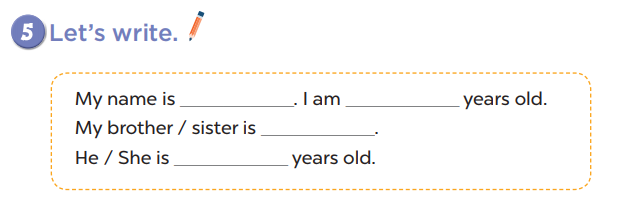 5 Let's write.
My name is ____________. I am ____________ years old.
My brother / sister is ____________.
He / She is ____________ years old.